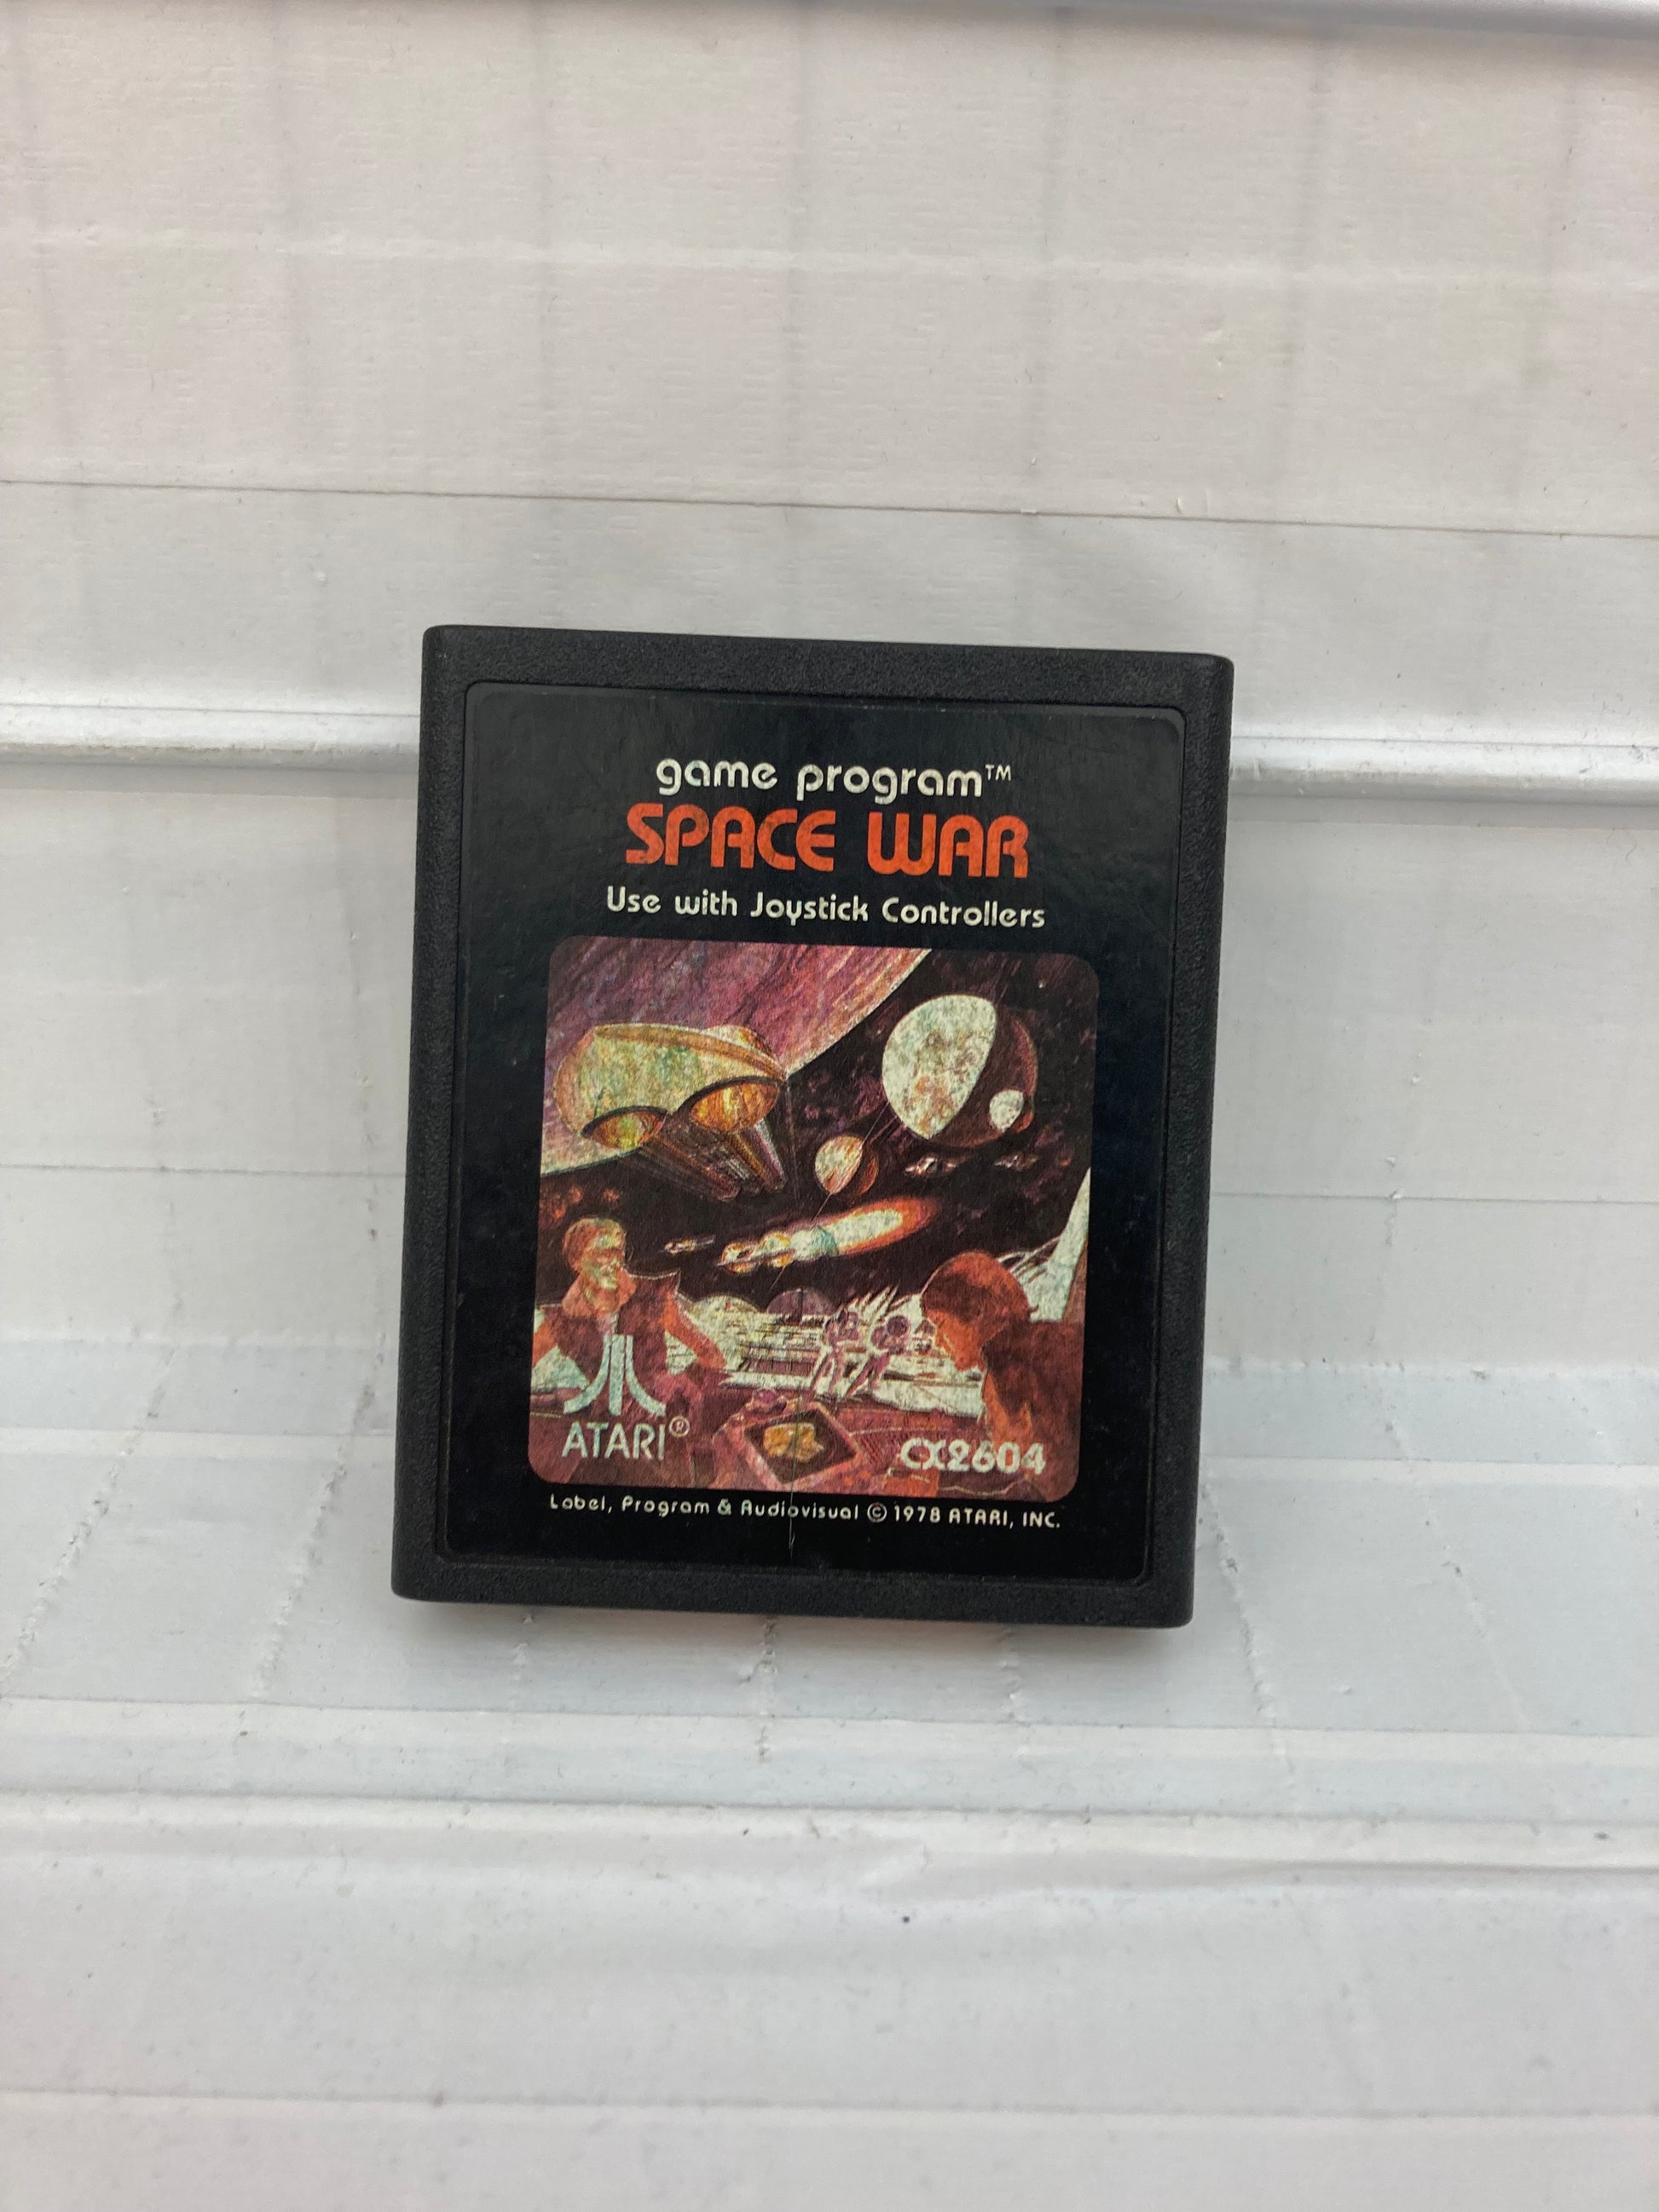 game program™
SPACE WAR
Use with Joystick Controllers
ATARI®
CX2604
Label, Program & Audiovisual © 1978 ATARI, INC.